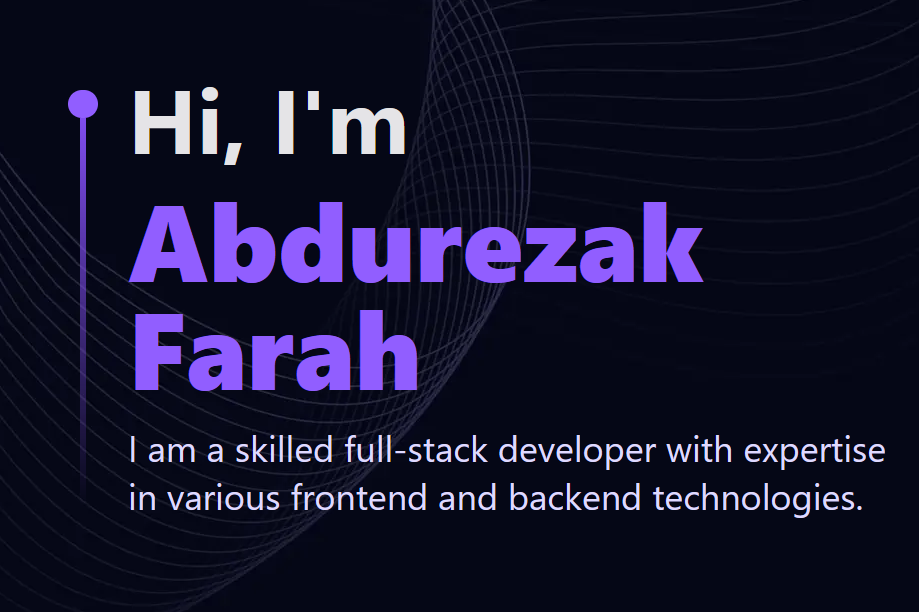 Hi, I'm
Abdurezak
Farah
I am a skilled full-stack developer with expertise
in various frontend and backend technologies.